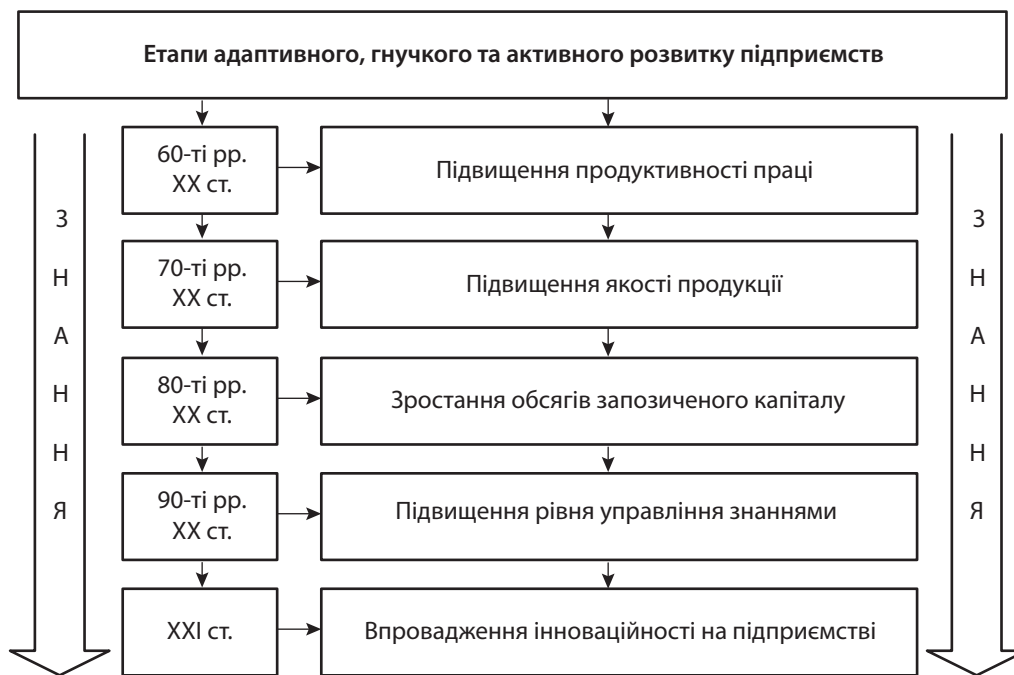 Етапи адаптивного, гнучкого та активного розвитку підприємств
60-ті рр.
ХХ ст.
Підвищення продуктивності праці
70-ті рр.
ХХ ст.
Підвищення якості продукції
80-ті рр.
ХХ ст.
Зростання обсягів запозиченого капіталу
90-ті рр.
ХХ ст.
Підвищення рівня управління знаннями
ХХІ ст.
Впровадження інноваційності на підприємстві
З
Н
А
Н
Н
Я
З
Н
А
Н
Н
Я